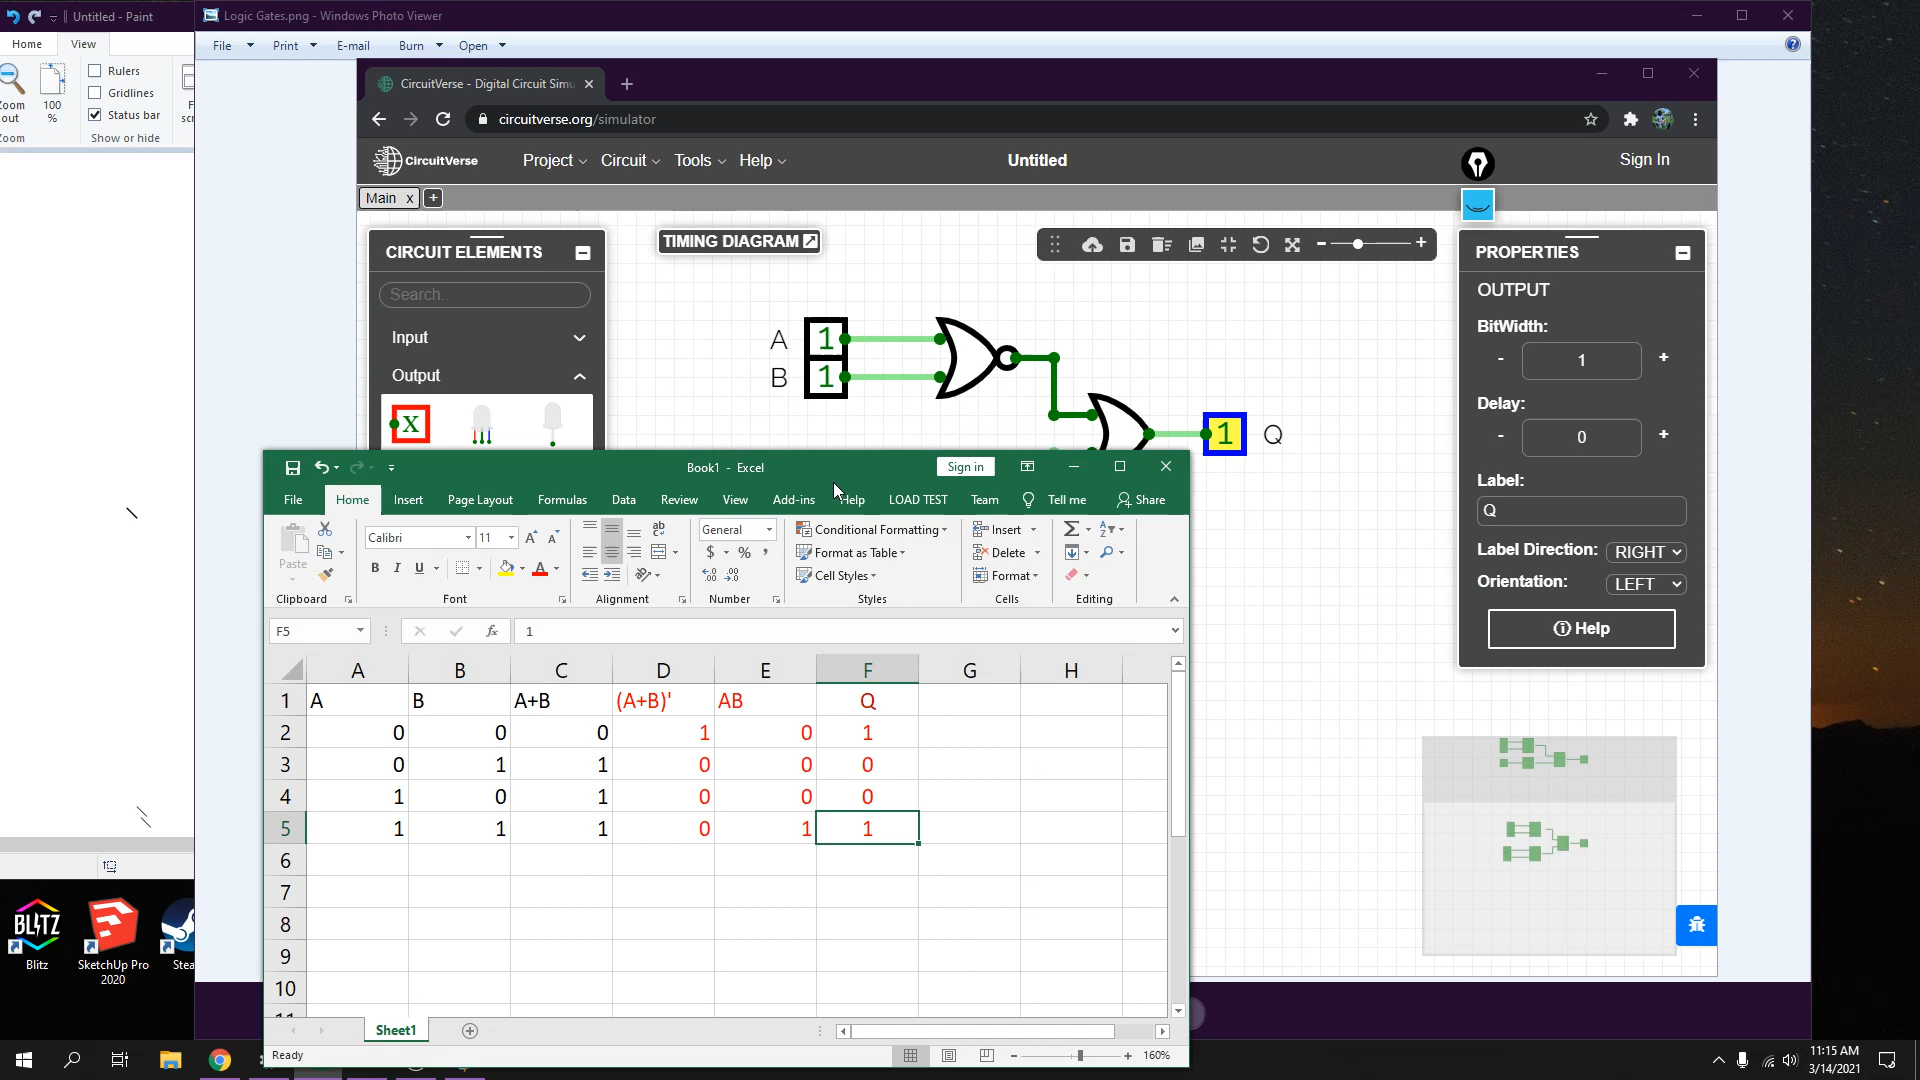 Untitled - Paint
Home View
Rulers
Gridlines
Status bar
Zoom
out
100
%
Zoom
Show or hide
Logic Gates.png - Windows Photo Viewer
File Print E-mail Burn Open
CircuitVerse - Digital Circuit Simu
circuitverse.org/simulator
CircuitVerse Project Circuit Tools Help Untitled Sign In
Main x +
CIRCUIT ELEMENTS
Search..
Input
Output
X
TIMING DIAGRAM
A 1
B 1
1 Q
PROPERTIES
OUTPUT
BitWidth:
- 1 +
Delay:
- 0 +
Label:
Q
Label Direction: RIGHT
Orientation: LEFT
Help
Book1 - Excel Sign in
File Home Insert Page Layout Formulas Data Review View Add-ins Help LOAD TEST Team Tell me Share
Paste
Calibri 11
B I U
General
$ % ,
Conditional Formatting
Format as Table
Cell Styles
Insert
Delete
Format
Clipboard Font Alignment Number Styles Cells Editing
F5 fx 1
A B C D E F G H
1 A B A+B (A+B)' AB Q
2 0 0 0 1 0 1
3 0 1 1 0 0 0
4 1 0 1 0 0 0
5 1 1 1 0 1 1
6
7
8
9
10
11
Sheet1
Ready 160%
BLITZ
Blitz
SketchUp Pro
2020
Stea
11:15 AM
3/14/2021